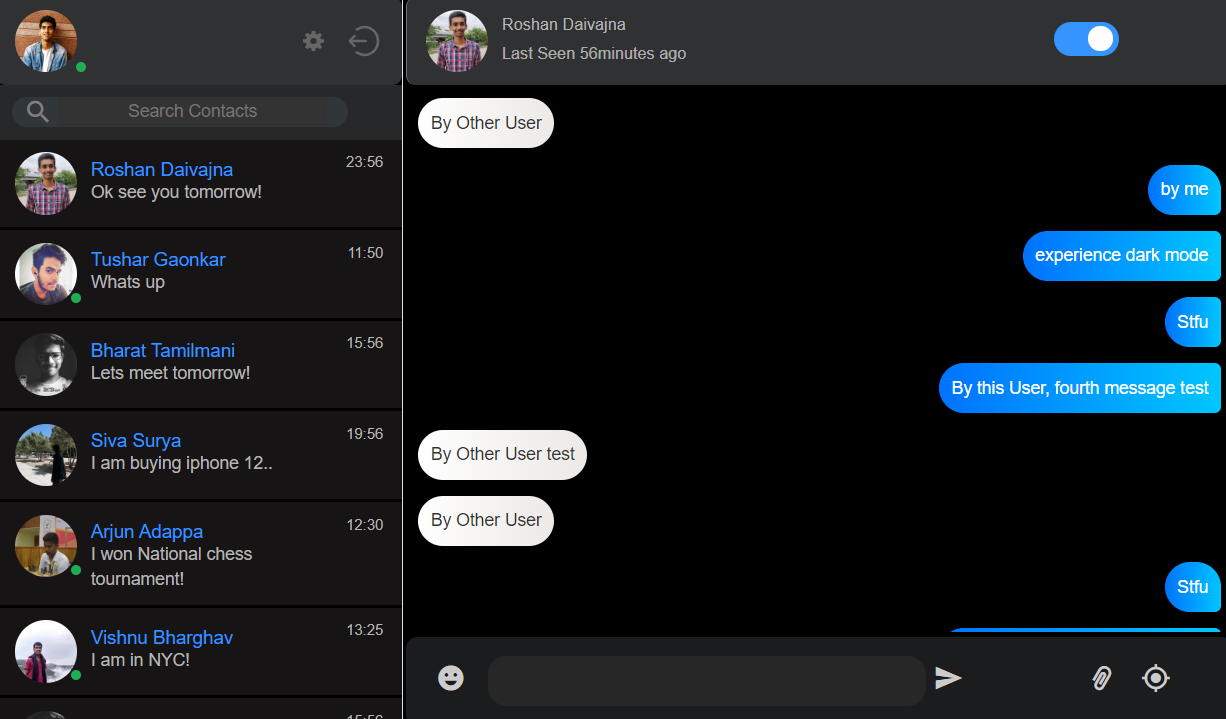 Roshan Daivajna
Last Seen 56minutes ago
Search Contacts
Roshan Daivajna
23:56
Ok see you tomorrow!
Tushar Gaonkar
11:50
Whats up
Bharat Tamilmani
15:56
Lets meet tomorrow!
Siva Surya
19:56
I am buying iphone 12..
Arjun Adappa
12:30
I won National chess
tournament!
Vishnu Bharghav
13:25
I am in NYC!
By Other User
by me
experience dark mode
Stfu
By this User, fourth message test
By Other User test
By Other User
Stfu